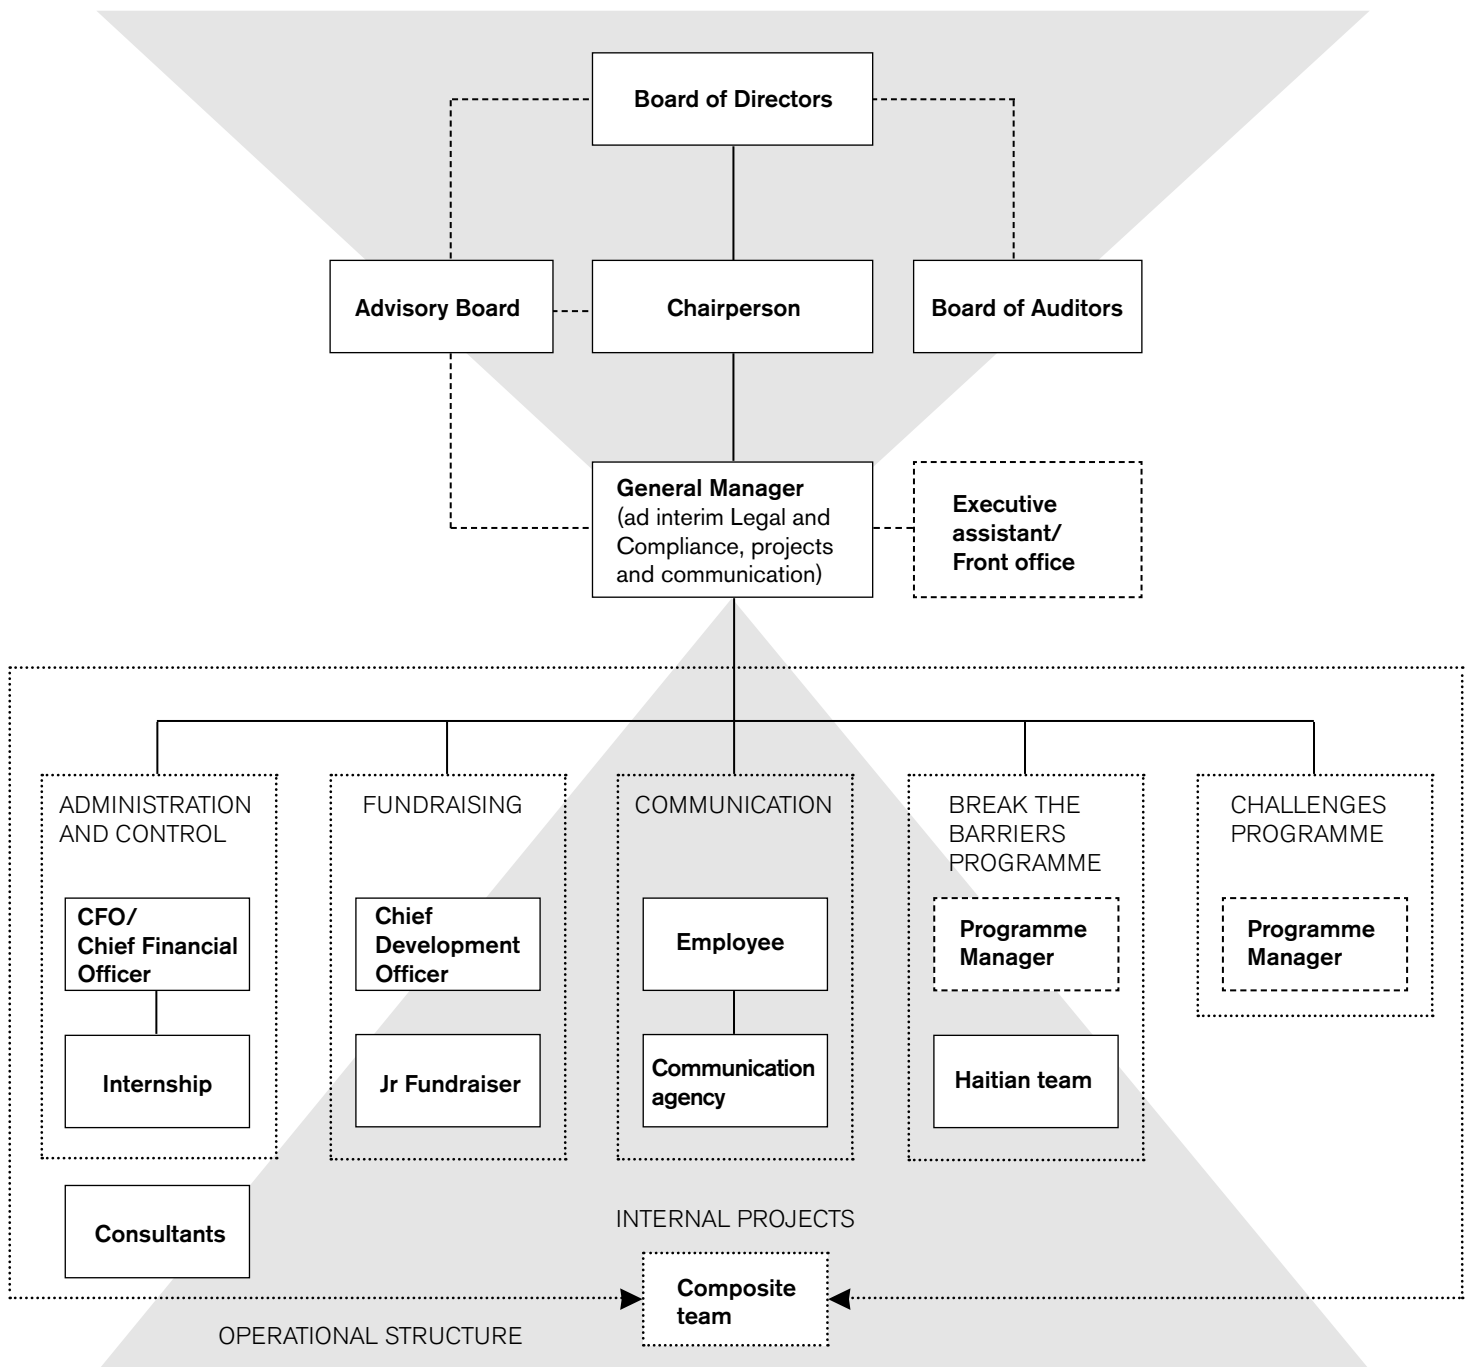 Board of Directors
Advisory Board
Chairperson
Board of Auditors
General Manager
(ad interim Legal and
Compliance, projects
and communication)
Executive
assistant/
Front office
ADMINISTRATION
AND CONTROL
CFO/
Chief Financial
Officer
Internship
Consultants
FUNDRAISING
Chief
Development
Officer
Jr Fundraiser
COMMUNICATION
Employee
Communication
agency
BREAK THE
BARRIERS
PROGRAMME
Programme
Manager
Haitian team
CHALLENGES
PROGRAMME
Programme
Manager
INTERNAL PROJECTS
Composite
team
OPERATIONAL STRUCTURE